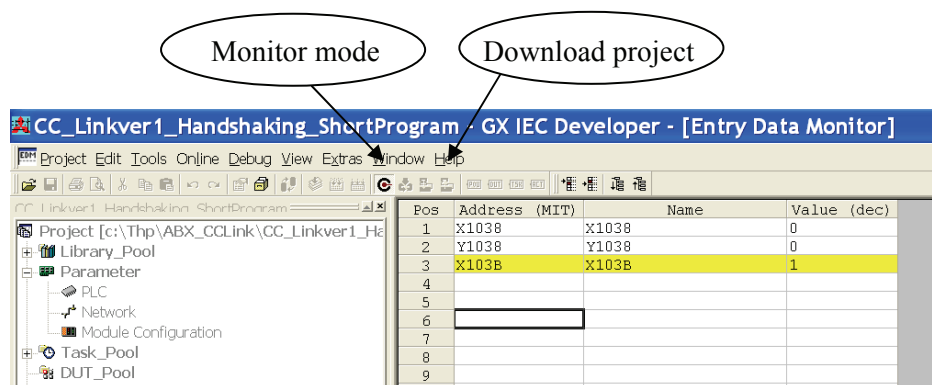 Monitor mode Download project
CC_Linkver1_Handshaking_ShortProgram - GX IEC Developer - [Entry Data Monitor]
EDM Project Edit Tools Online Debug View Extras Window Help
CC_Linkver1_Handshaking_ShortProgram
Pos Address (MIT) Name Value (dec)
Project [c:\Thp\ABX_CCLink\CC_Linkver1_Ha
1 X1038 X1038 0
Library_Pool
2 Y1038 Y1038 0
Parameter
3 X103B X103B 1
PLC
4
Network
5
Module Configuration
6
Task_Pool
7
DUT_Pool
8
9